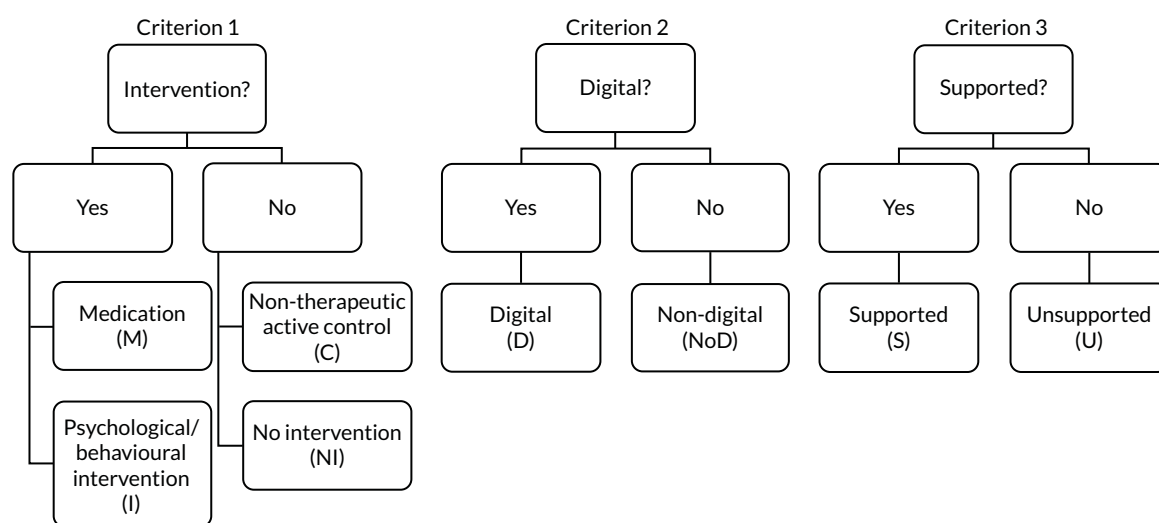 Criterion 1
Intervention?
Yes
No
Medication
(M)
Non-therapeutic
active control
(C)
Psychological/
behavioural
intervention
(I)
No intervention
(NI)
Criterion 2
Digital?
Yes
No
Digital
(D)
Non-digital
(NoD)
Criterion 3
Supported?
Yes
No
Supported
(S)
Unsupported
(U)